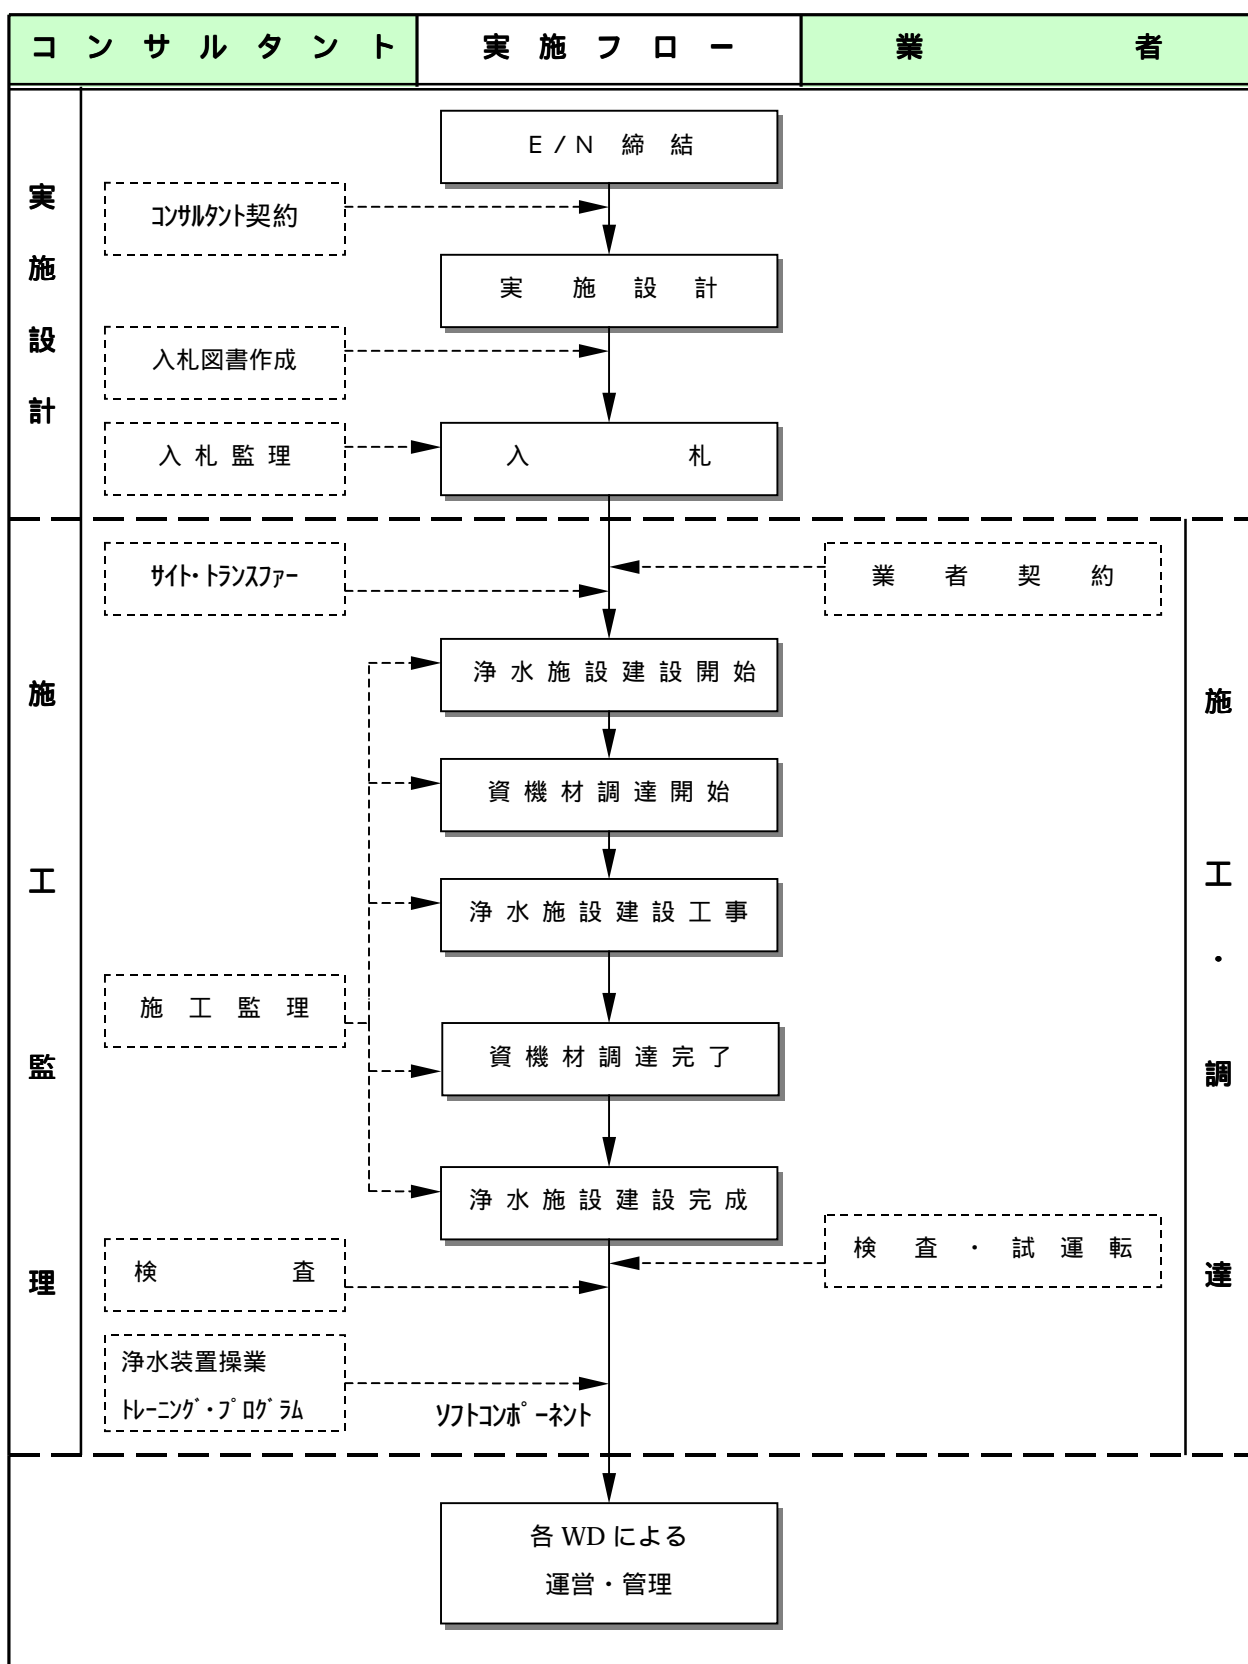 コンサルタント
実施フロー
業者
実施設計
E/N 締結
コンサルタント契約
実施設計
入札図書作成
入札監理
入札
サイト・トランスファー
業者契約
施工監理
施工・調達
浄水施設建設開始
資機材調達開始
浄水施設建設工事
施工監理
資機材調達完了
浄水施設建設完成
検査・試運転
検査
浄水装置操業
トレーニング・プログラム
ソフトコンポーネント
各 WD による
運営・管理